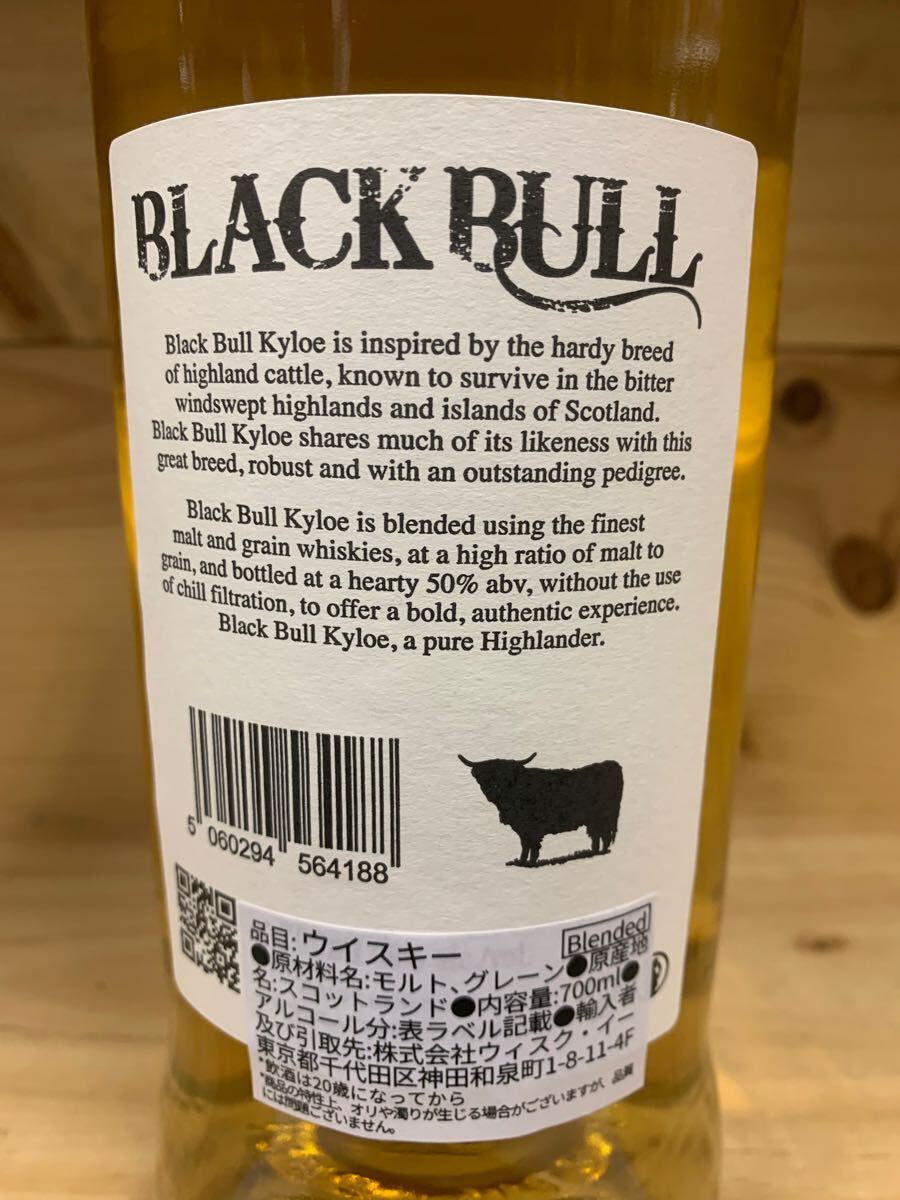 BLACK BULL
Black Bull Kyloe is inspired by the hardy breed
of highland cattle, known to survive in the bitter
windswept highlands and islands of Scotland.
Black Bull Kyloe shares much of its likeness with this
great breed, robust and with an outstanding pedigree.
Black Bull Kyloe is blended using the finest
malt and grain whiskies, at a high ratio of malt to
grain, and bottled at a hearty 50% abv, without the use
of chill filtration, to offer a bold, authentic experience.
Black Bull Kyloe, a pure Highlander.
5 060294 564188
品目: ウイスキー Blended
●原材料名:モルト、グレーン●原産地
名:スコットランド●内容量:700ml●
アルコール分:表ラベル記載●輸入者
及び引取先:株式会社ウィスク・イー
東京都千代田区神田和泉町1-8-11-4F
*飲酒は20歳になってから
*商品の特性上、オリや濁りが生じる場合がございますが、品質
には問題ございません。